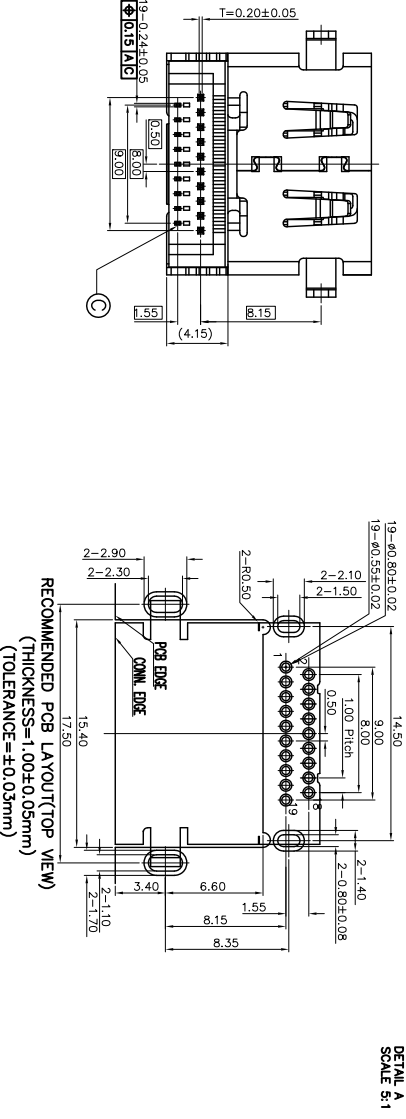 T=0.20±0.05
19-0.24±0.05
⌖ 0.15 A C
0.50
8.00
9.00
C
1.55
(4.15)
8.15
19-ø0.80±0.02
19-ø0.55±0.02
2-2.10
2-1.50
2-R0.50
2-2.90
2-2.30
14.50
9.00
8.00
1.00 Pitch
0.50
1
2
19
8
PCB EDGE
CONN. EDGE
15.40
17.50
3.40
6.60
1.55
8.15
8.35
2-1.40
2-0.80±0.08
2-1.10
2-1.70
RECOMMENDED PCB LAYOUT(TOP VIEW)
(THICKNESS=1.00±0.05mm)
(TOLERANCE=±0.03mm)
DETAIL A
SCALE 5:1